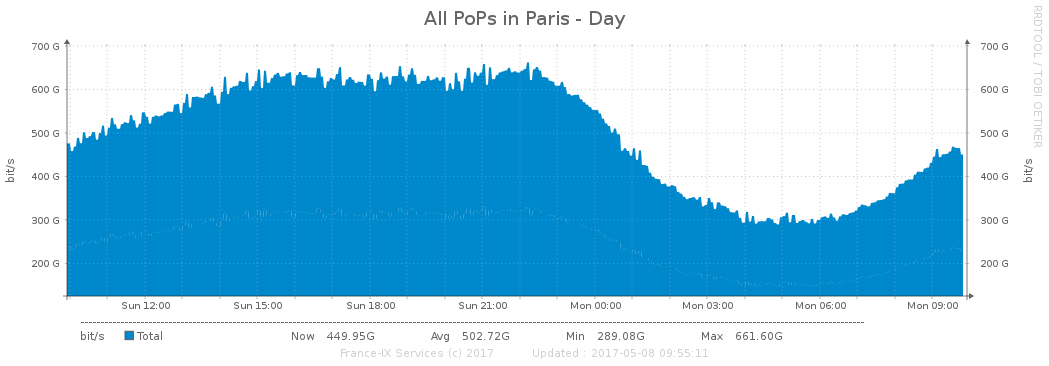 All PoPs in Paris - Day
RRDTOOL / TOBI OETIKER
700 G 700 G
600 G 600 G
500 G 500 G
400 G 400 G
300 G 300 G
200 G 200 G
bit/s bit/s
Sun 12:00 Sun 15:00 Sun 18:00 Sun 21:00 Mon 00:00 Mon 03:00 Mon 06:00 Mon 09:00
bit/s Total Now 449.95G Avg 502.72G Min 289.08G Max 661.60G
France-IX Services (c) 2017 Updated : 2017-05-08 09:55:11